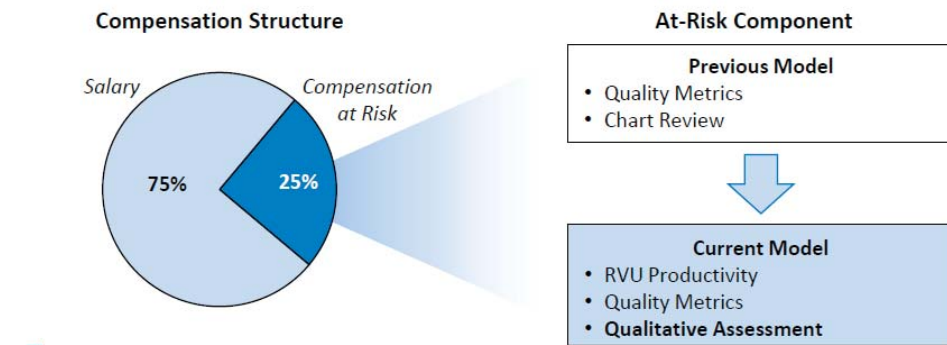 Compensation Structure
Salary
Compensation
at Risk
75%
25%
At-Risk Component
Previous Model
• Quality Metrics
• Chart Review
Current Model
• RVU Productivity
• Quality Metrics
• Qualitative Assessment